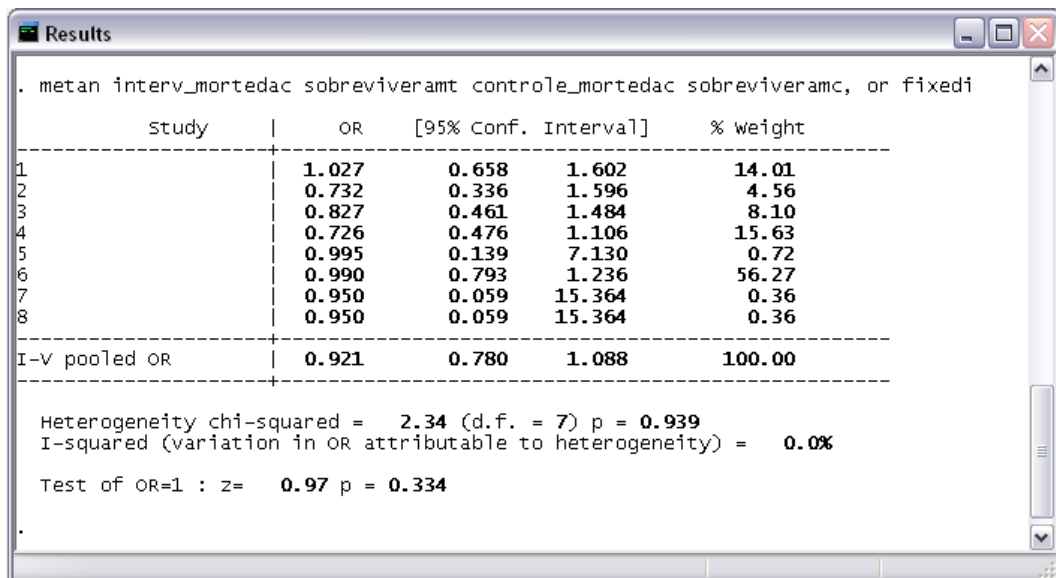 Results
. metan interv_mortedac sobreviveramt controle_mortedac sobreviveramc, or fixedi
Study | OR [95% Conf. Interval] % Weight
---------------------+---------------------------------------------------
1 | 1.027 0.658 1.602 14.01
2 | 0.732 0.336 1.596 4.56
3 | 0.827 0.461 1.484 8.10
4 | 0.726 0.476 1.106 15.63
5 | 0.995 0.139 7.130 0.72
6 | 0.990 0.793 1.236 56.27
7 | 0.950 0.059 15.364 0.36
8 | 0.950 0.059 15.364 0.36
---------------------+---------------------------------------------------
I-V pooled OR | 0.921 0.780 1.088 100.00
---------------------+---------------------------------------------------
Heterogeneity chi-squared = 2.34 (d.f. = 7) p = 0.939
I-squared (variation in OR attributable to heterogeneity) = 0.0%
Test of OR=1 : z= 0.97 p = 0.334
.